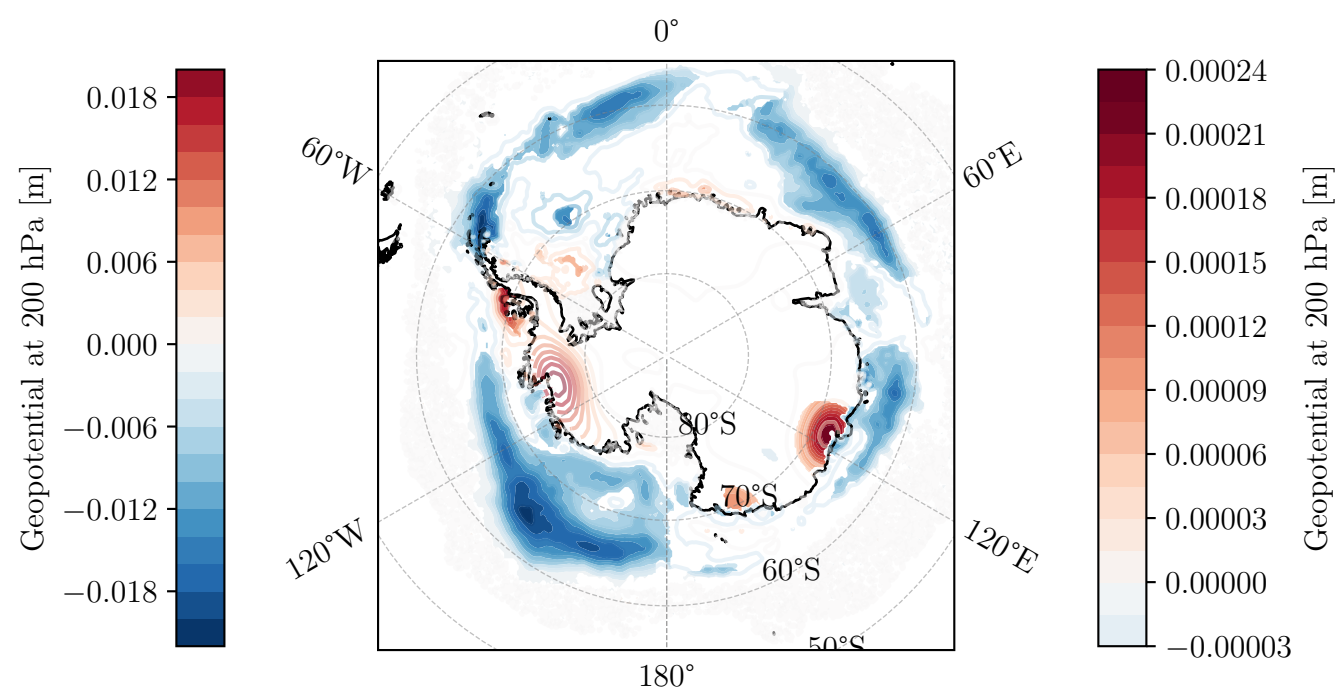 0°
60°W
60°E
120°W
120°E
180°
80°S
70°S
60°S
50°S
Geopotential at 200 hPa [m]
0.018
0.012
0.006
0.000
−0.006
−0.012
−0.018
0.00024
0.00021
0.00018
0.00015
0.00012
0.00009
0.00006
0.00003
0.00000
−0.00003
Geopotential at 200 hPa [m]